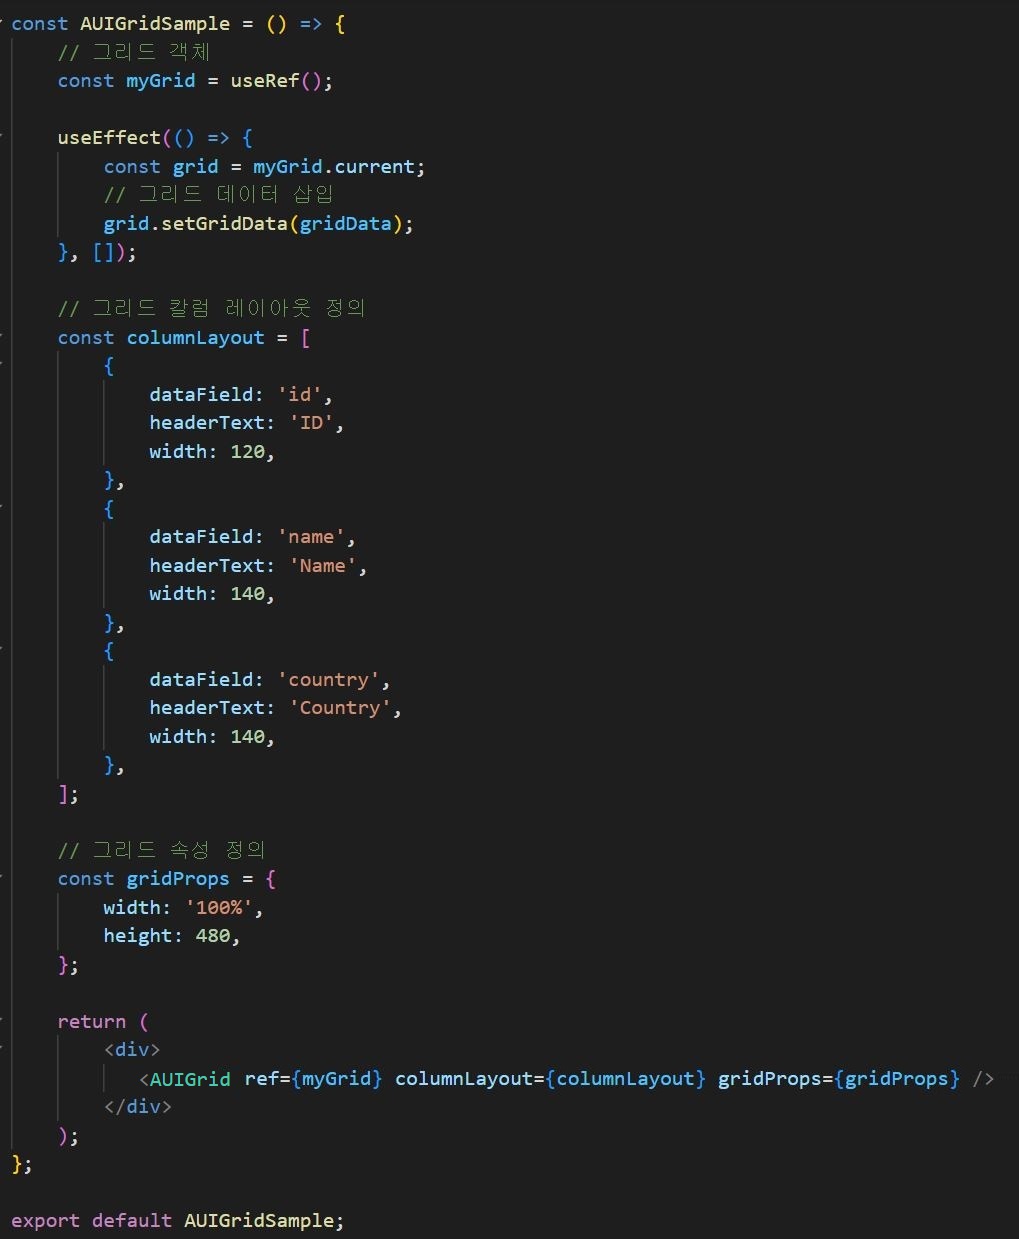 const AUIGridSample = () => {
    // 그리드 객체
    const myGrid = useRef();

    useEffect(() => {
        const grid = myGrid.current;
        // 그리드 데이터 삽입
        grid.setGridData(gridData);
    }, []);

    // 그리드 칼럼 레이아웃 정의
    const columnLayout = [
        {
            dataField: 'id',
            headerText: 'ID',
            width: 120,
        },
        {
            dataField: 'name',
            headerText: 'Name',
            width: 140,
        },
        {
            dataField: 'country',
            headerText: 'Country',
            width: 140,
        },
    ];

    // 그리드 속성 정의
    const gridProps = {
        width: '100%',
        height: 480,
    };

    return (
        <div>
            <AUIGrid ref={myGrid} columnLayout={columnLayout} gridProps={gridProps} />
        </div>
    );
};

export default AUIGridSample;